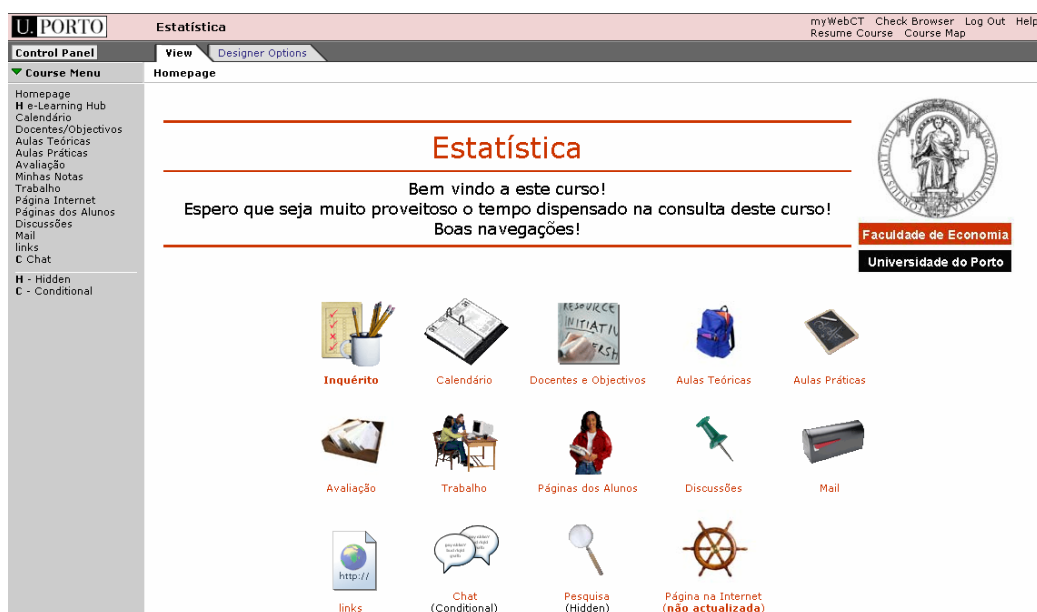 U. PORTO
Estatística
myWebCT Check Browser Log Out Help
Resume Course Course Map
Control Panel
View
Designer Options
Course Menu
Homepage
Homepage
H e-Learning Hub
Calendário
Docentes/Objectivos
Aulas Teóricas
Aulas Práticas
Avaliação
Minhas Notas
Trabalho
Página Internet
Páginas dos Alunos
Discussões
Mail
links
C Chat
H - Hidden
C - Conditional
Estatística
Bem vindo a este curso!
Espero que seja muito proveitoso o tempo dispensado na consulta deste curso!
Boas navegações!
Faculdade de Economia
Universidade do Porto
RESOURCE
INITIATIV
ERSH
Inquérito
Calendário
Docentes e Objectivos
Aulas Teóricas
Aulas Práticas
Avaliação
Trabalho
Páginas dos Alunos
Discussões
Mail
http://
links
Chat
(Conditional)
Pesquisa
(Hidden)
Página na Internet
(não actualizada)